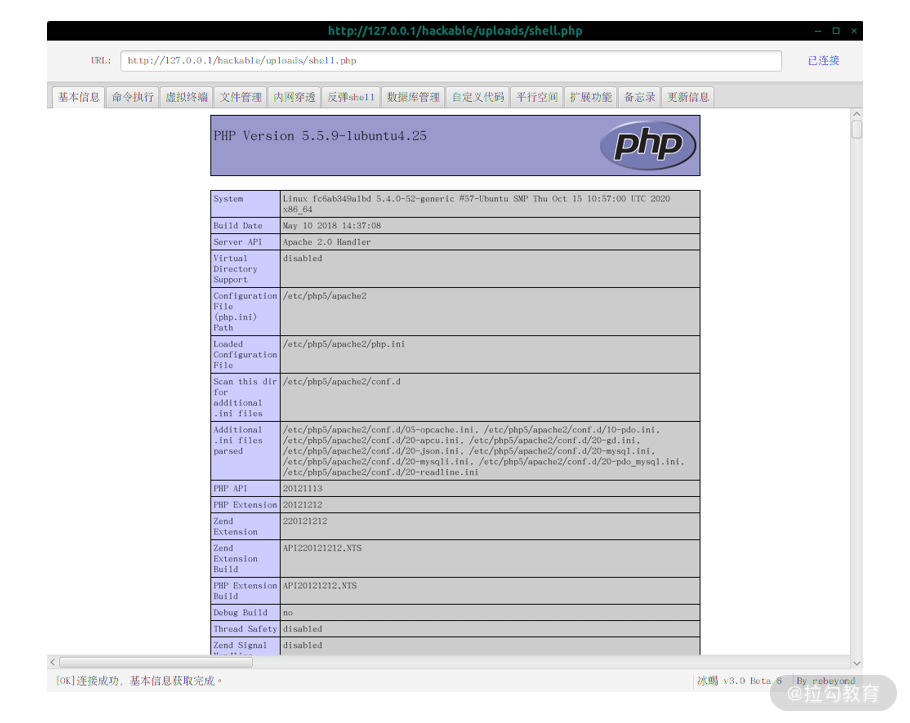 http://127.0.0.1/hackable/uploads/shell.php
URL: http://127.0.0.1/hackable/uploads/shell.php 已连接
基本信息 命令执行 虚拟终端 文件管理 内网穿透 反弹shell 数据库管理 自定义代码 平行空间 扩展功能 备忘录 更新信息
PHP Version 5.5.9-1ubuntu4.25
php
System Linux fc6ab349a1bd 5.4.0-52-generic #57-Ubuntu SMP Thu Oct 15 10:57:00 UTC 2020
x86_64
Build Date May 10 2018 14:37:08
Server API Apache 2.0 Handler
Virtual disabled
Directory
Support
Configuration /etc/php5/apache2
File
(php.ini)
Path
Loaded /etc/php5/apache2/php.ini
Configuration
File
Scan this dir /etc/php5/apache2/conf.d
for
additional
.ini files
Additional /etc/php5/apache2/conf.d/05-opcache.ini, /etc/php5/apache2/conf.d/10-pdo.ini,
.ini files /etc/php5/apache2/conf.d/20-apcu.ini, /etc/php5/apache2/conf.d/20-gd.ini,
parsed /etc/php5/apache2/conf.d/20-json.ini, /etc/php5/apache2/conf.d/20-mysql.ini,
/etc/php5/apache2/conf.d/20-mysqli.ini, /etc/php5/apache2/conf.d/20-pdo_mysql.ini,
/etc/php5/apache2/conf.d/20-readline.ini
PHP API 20121113
PHP Extension 20121212
Zend 220121212
Extension
Zend API220121212,NTS
Extension
Build
PHP Extension API20121212,NTS
Build
Debug Build no
Thread Safety disabled
Zend Signal disabled
[OK]连接成功，基本信息获取完成。 冰蝎 v3.0 Beta 6 By rebeyond
@拉勾教育